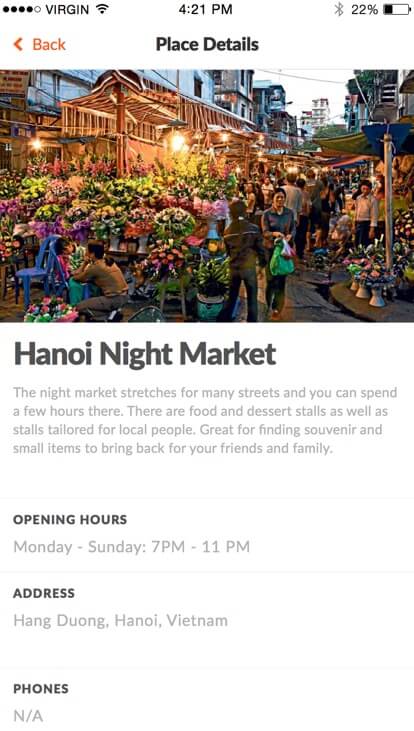 VIRGIN 4:21 PM 22%
Back Place Details
Hanoi Night Market
The night market stretches for many streets and you can spend
a few hours there. There are food and dessert stalls as well as
stalls tailored for local people. Great for finding souvenir and
small items to bring back for your friends and family.
OPENING HOURS
Monday - Sunday: 7PM - 11 PM
ADDRESS
Hang Duong, Hanoi, Vietnam
PHONES
N/A